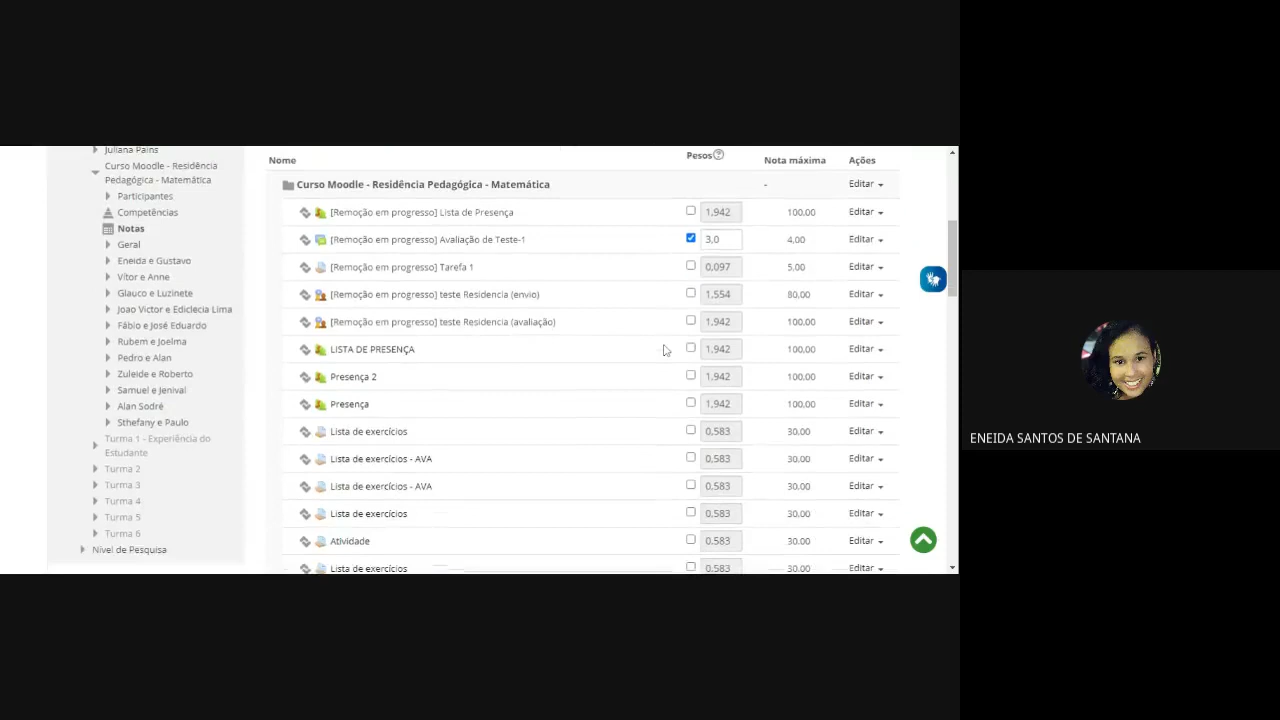 Juliana Pains
Curso Moodle - Residência
Pedagógica - Matemática
Participantes
Competências
Notas
Geral
Eneida e Gustavo
Vítor e Anne
Glauco e Luzinete
Joao Victor e Ediclecia Lima
Fábio e José Eduardo
Rubem e Joelma
Pedro e Alan
Zuleide e Roberto
Samuel e Jenival
Alan Sodré
Sthefany e Paulo
Turma 1 - Experiência do
Estudante
Turma 2
Turma 3
Turma 4
Turma 5
Turma 6
Nível de Pesquisa
Nome Pesos Nota máxima Ações
Curso Moodle - Residência Pedagógica - Matemática - Editar
[Remoção em progresso] Lista de Presença 1,942 100,00 Editar
[Remoção em progresso] Avaliação de Teste-1 3,0 4,00 Editar
[Remoção em progresso] Tarefa 1 0,097 5,00 Editar
[Remoção em progresso] teste Residencia (envio) 1,554 80,00 Editar
[Remoção em progresso] teste Residencia (avaliação) 1,942 100,00 Editar
LISTA DE PRESENÇA 1,942 100,00 Editar
Presença 2 1,942 100,00 Editar
Presença 1,942 100,00 Editar
Lista de exercícios 0,583 30,00 Editar
Lista de exercícios - AVA 0,583 30,00 Editar
Lista de exercícios - AVA 0,583 30,00 Editar
Lista de exercícios 0,583 30,00 Editar
Atividade 0,583 30,00 Editar
Lista de exercícios 0,583 30,00 Editar
ENEIDA SANTOS DE SANTANA